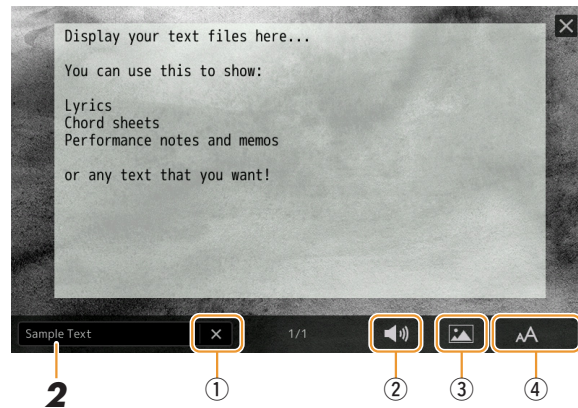 Display your text files here...
You can use this to show:
Lyrics
Chord sheets
Performance notes and memos
or any text that you want!
Sample Text
1/1
AA
2
①
②
③
④